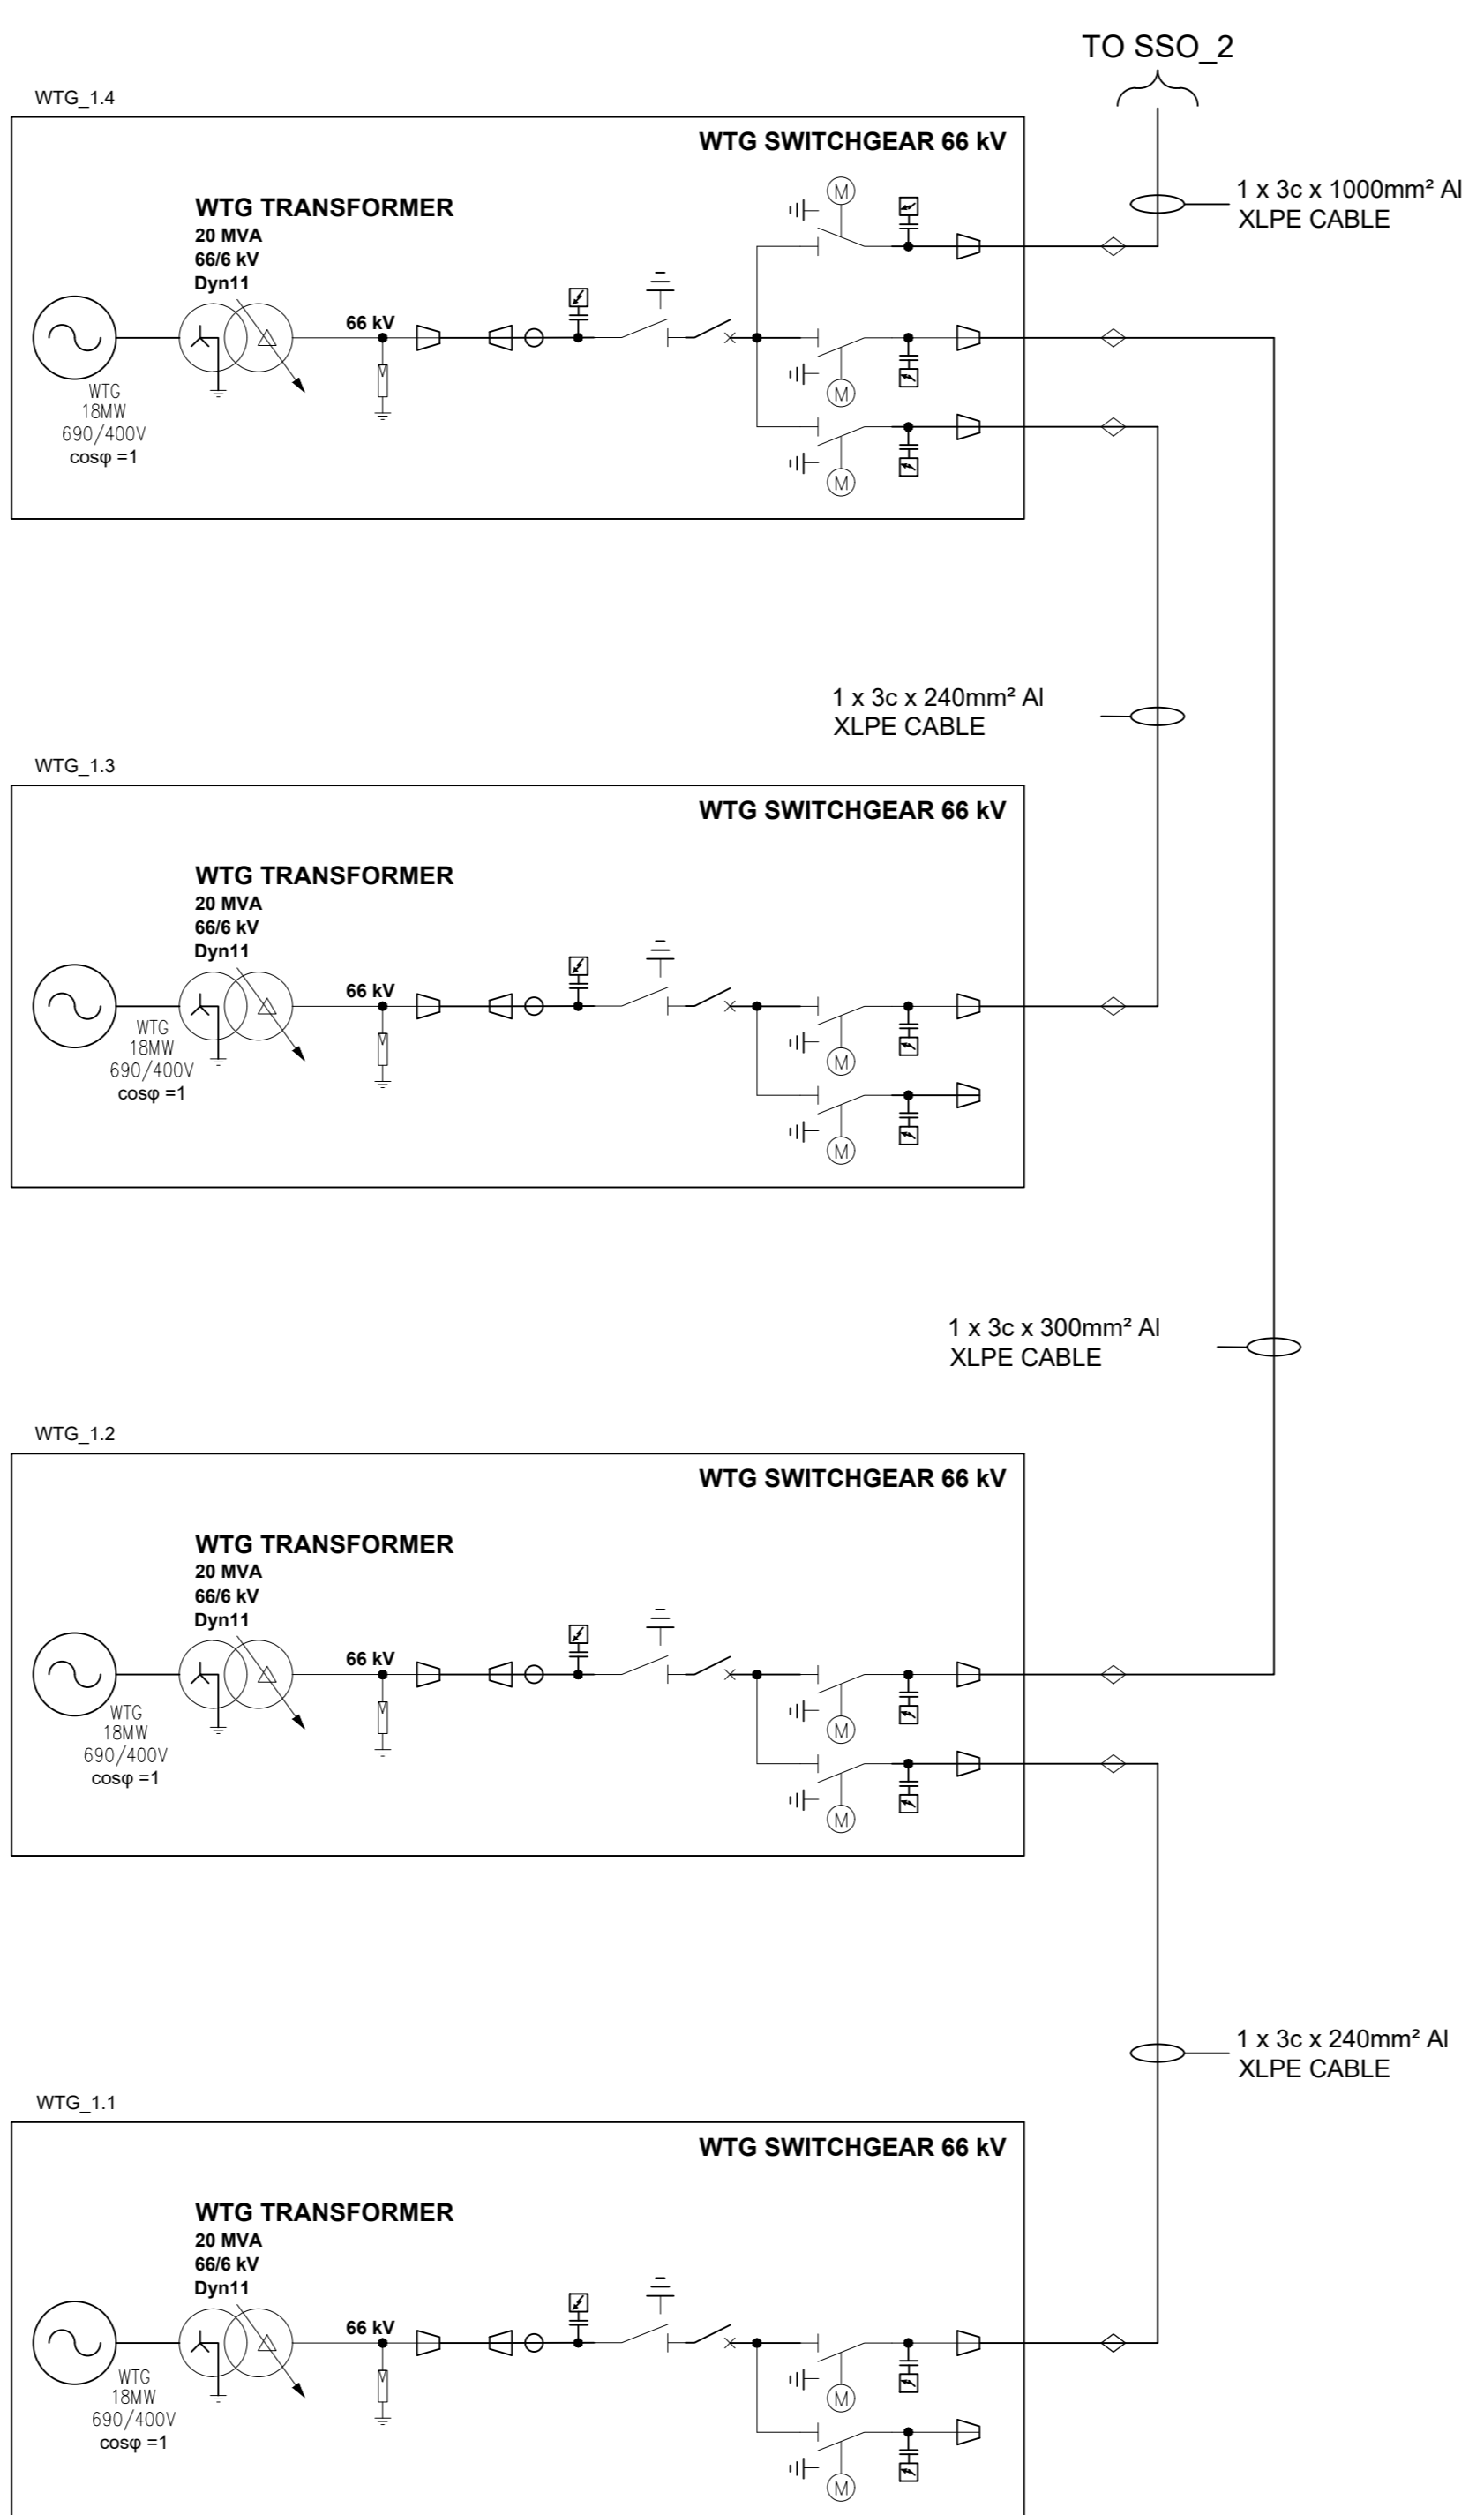 TO SSO_2
WTG_1.4
WTG SWITCHGEAR 66 kV
1 x 3c x 1000mm² Al
XLPE CABLE
WTG TRANSFORMER
20 MVA
66/6 kV
Dyn11
66 kV
M
M
M
WTG
18MW
690/400V
cosφ =1
1 x 3c x 240mm² Al
XLPE CABLE
WTG_1.3
WTG SWITCHGEAR 66 kV
WTG TRANSFORMER
20 MVA
66/6 kV
Dyn11
66 kV
M
M
WTG
18MW
690/400V
cosφ =1
1 x 3c x 300mm² Al
XLPE CABLE
WTG_1.2
WTG SWITCHGEAR 66 kV
WTG TRANSFORMER
20 MVA
66/6 kV
Dyn11
66 kV
M
M
WTG
18MW
690/400V
cosφ =1
1 x 3c x 240mm² Al
XLPE CABLE
WTG_1.1
WTG SWITCHGEAR 66 kV
WTG TRANSFORMER
20 MVA
66/6 kV
Dyn11
66 kV
M
M
WTG
18MW
690/400V
cosφ =1